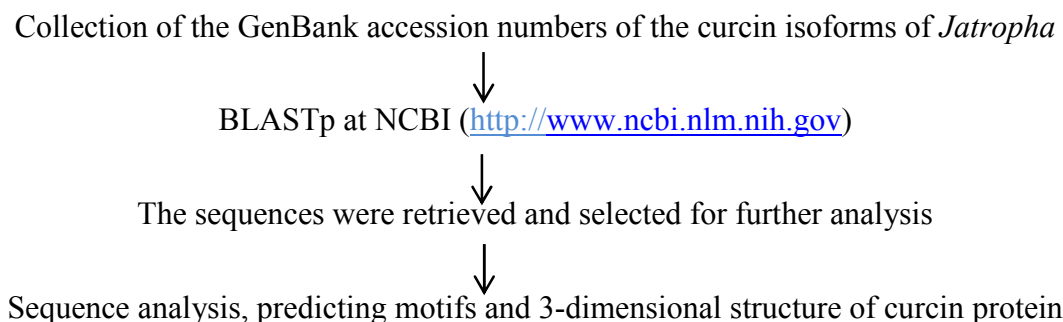 Collection of the GenBank accession numbers of the curcin isoforms of Jatropha
BLASTp at NCBI (http://www.ncbi.nlm.nih.gov)
The sequences were retrieved and selected for further analysis
Sequence analysis, predicting motifs and 3-dimensional structure of curcin protein